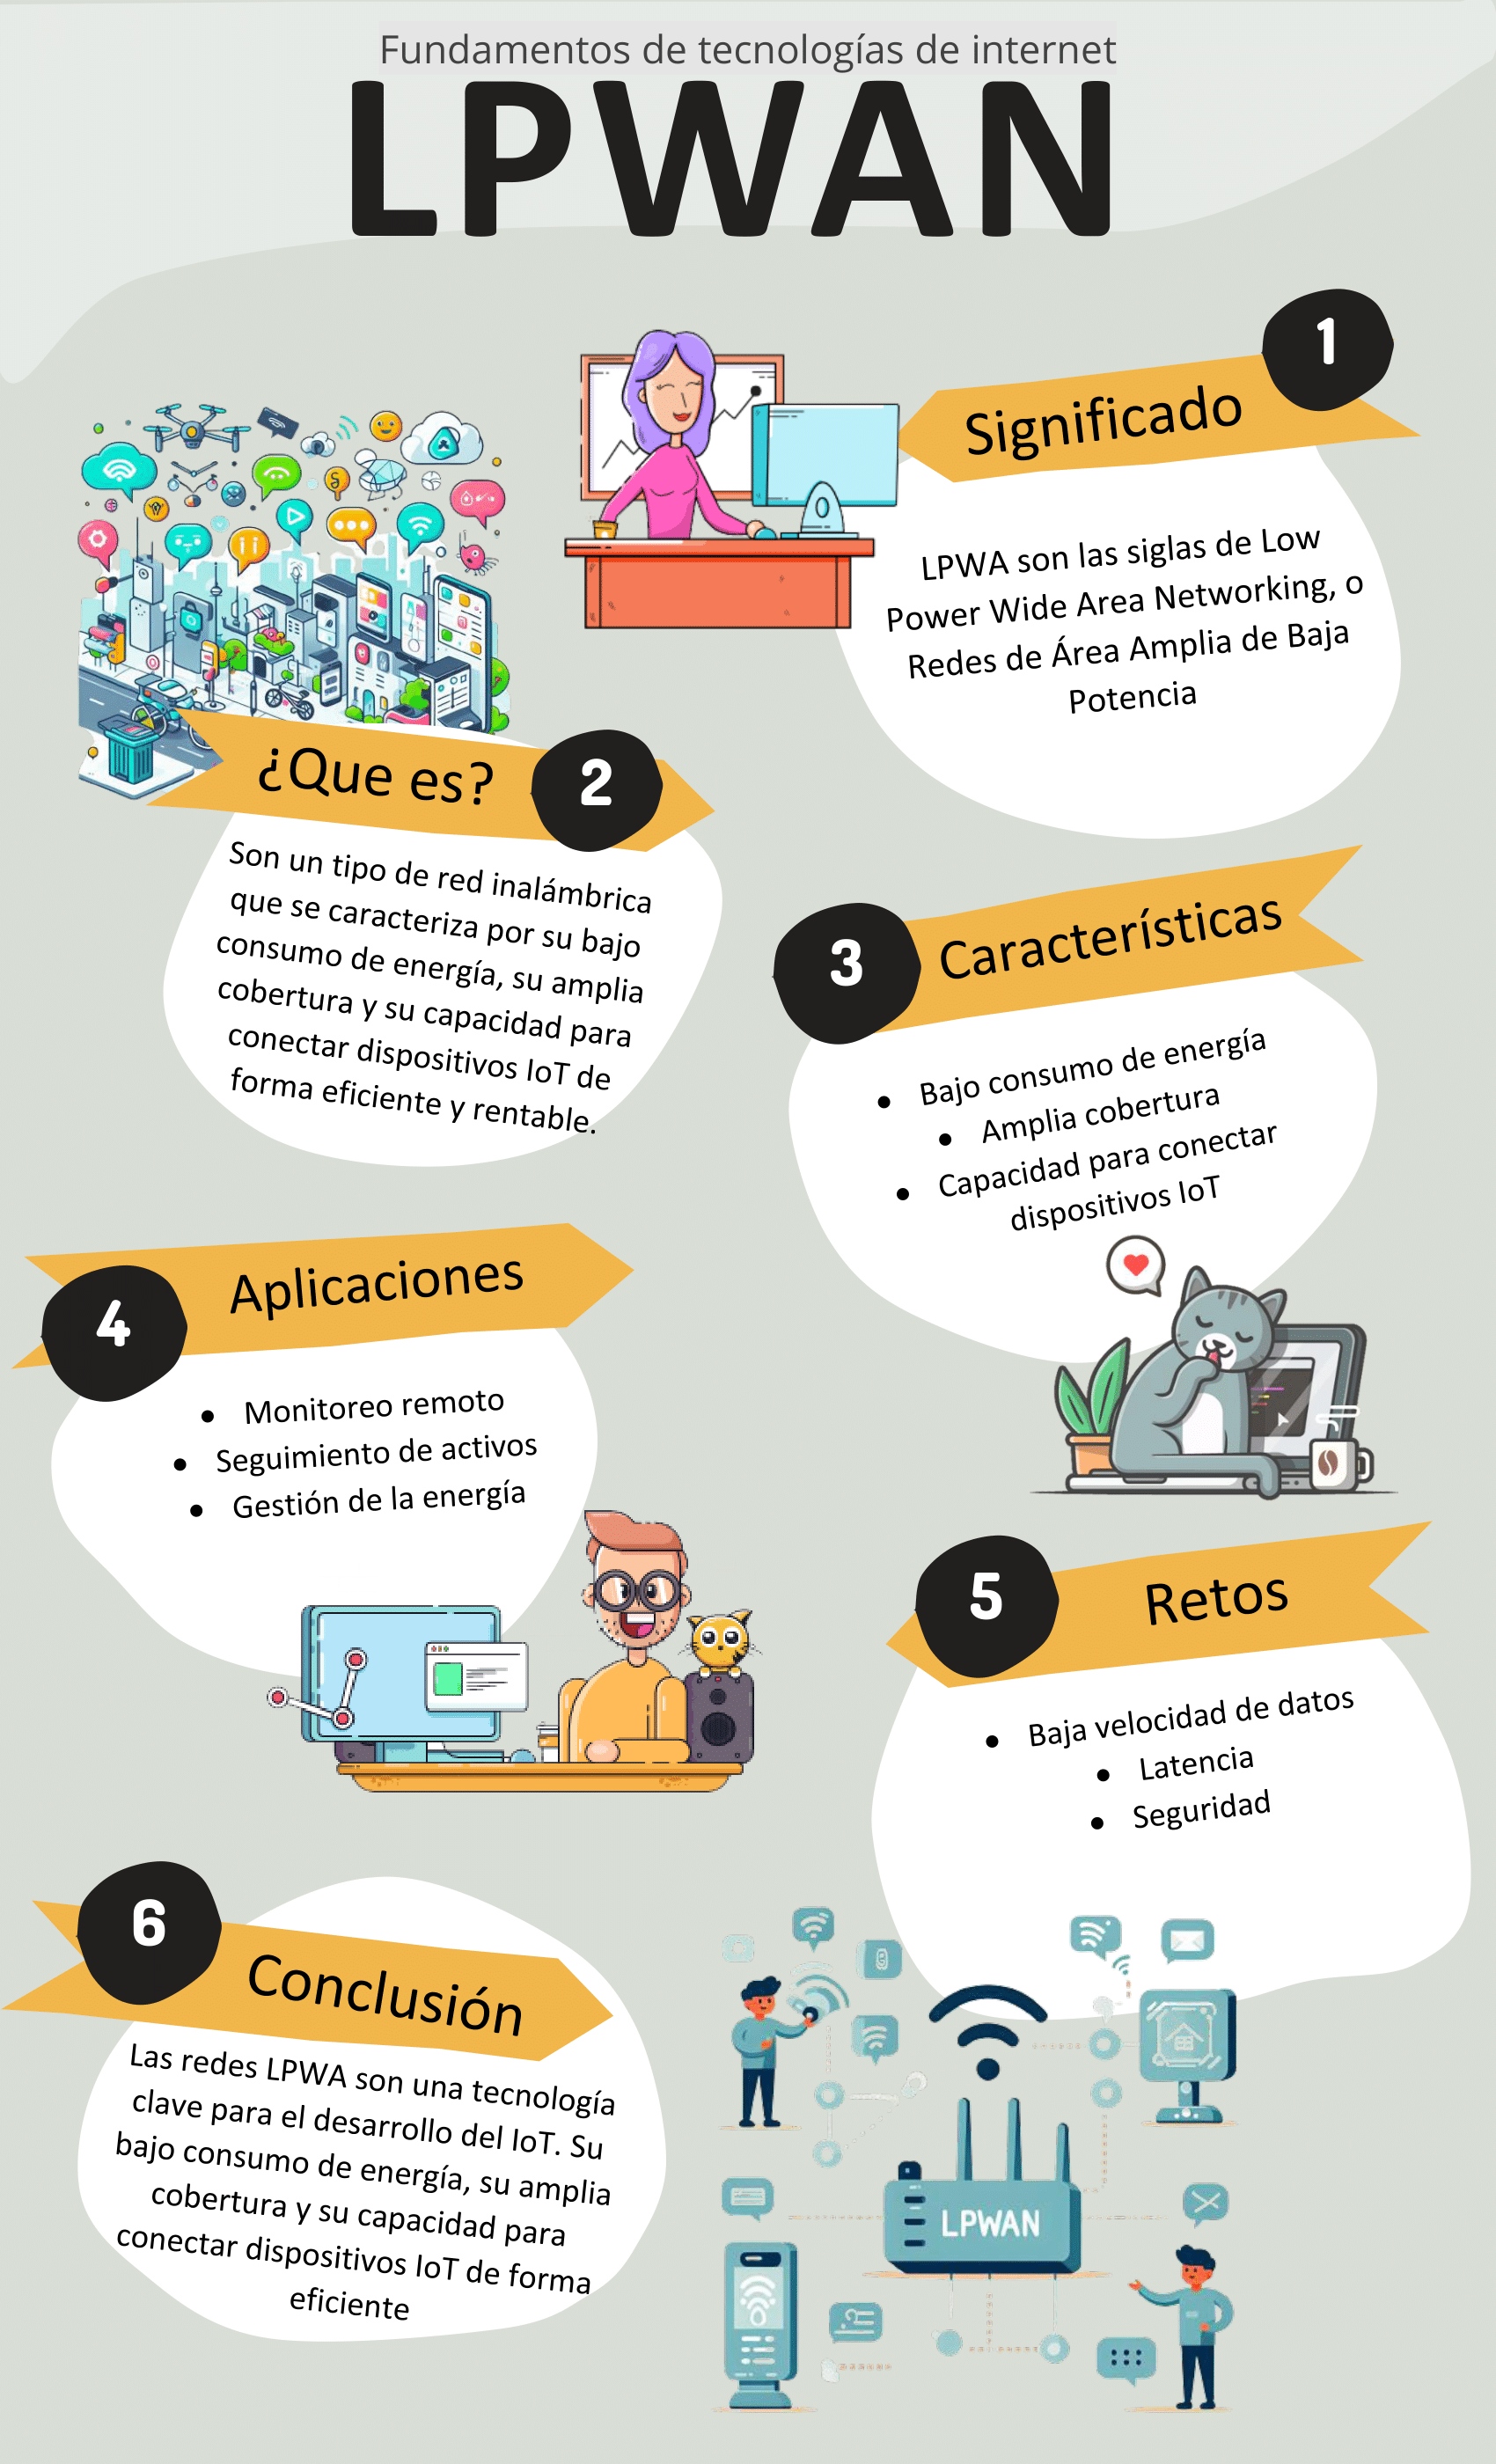 Fundamentos de tecnologías de internet
LPWAN
1
Significado
LPWA son las siglas de Low
Power Wide Area Networking, o
Redes de Área Amplia de Baja
Potencia
¿Que es?
2
Son un tipo de red inalámbrica
que se caracteriza por su bajo
consumo de energía, su amplia
cobertura y su capacidad para
conectar dispositivos IoT de
forma eficiente y rentable.
3
Características
• Bajo consumo de energía
• Amplia cobertura
• Capacidad para conectar
dispositivos IoT
4
Aplicaciones
• Monitoreo remoto
• Seguimiento de activos
• Gestión de la energía
5
Retos
• Baja velocidad de datos
• Latencia
• Seguridad
6
Conclusión
Las redes LPWA son una tecnología
clave para el desarrollo del IoT. Su
bajo consumo de energía, su amplia
cobertura y su capacidad para
conectar dispositivos IoT de forma
eficiente
LPWAN